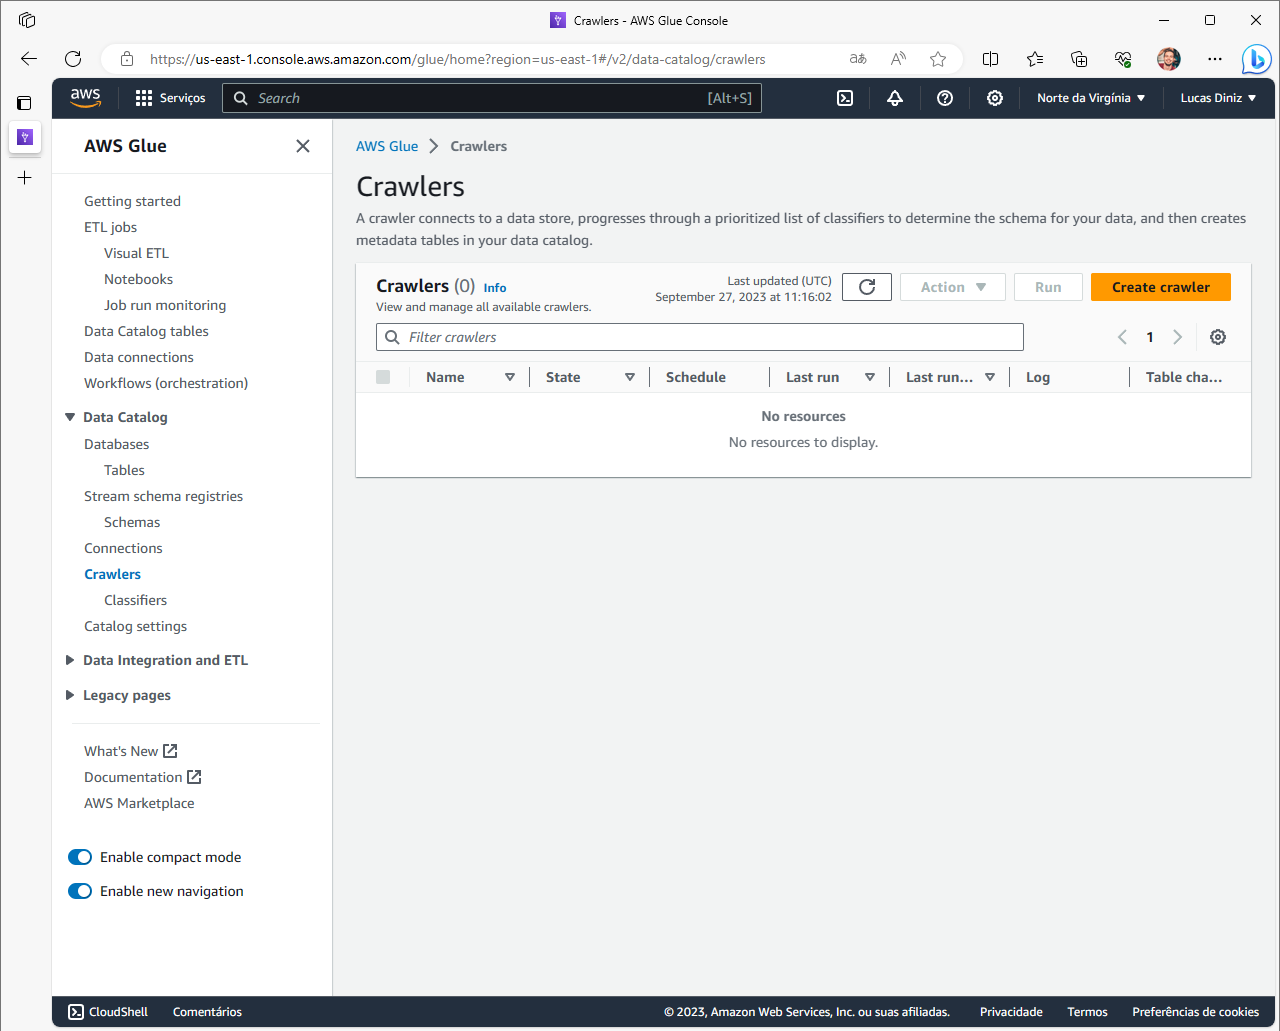 Crawlers - AWS Glue Console
https://us-east-1.console.aws.amazon.com/glue/home?region=us-east-1#/v2/data-catalog/crawlers
aws
Serviços
Search
[Alt+S]
Norte da Virgínia
Lucas Diniz
AWS Glue
Getting started
ETL jobs
Visual ETL
Notebooks
Job run monitoring
Data Catalog tables
Data connections
Workflows (orchestration)
Data Catalog
Databases
Tables
Stream schema registries
Schemas
Connections
Crawlers
Classifiers
Catalog settings
Data Integration and ETL
Legacy pages
What's New
Documentation
AWS Marketplace
Enable compact mode
Enable new navigation
AWS Glue > Crawlers
Crawlers
A crawler connects to a data store, progresses through a prioritized list of classifiers to determine the schema for your data, and then creates
metadata tables in your data catalog.
Crawlers (0) Info
View and manage all available crawlers.
Last updated (UTC)
September 27, 2023 at 11:16:02
Action
Run
Create crawler
Filter crawlers
1
Name
State
Schedule
Last run
Last run...
Log
Table cha...
No resources
No resources to display.
CloudShell
Comentários
© 2023, Amazon Web Services, Inc. ou suas afiliadas.
Privacidade
Termos
Preferências de cookies